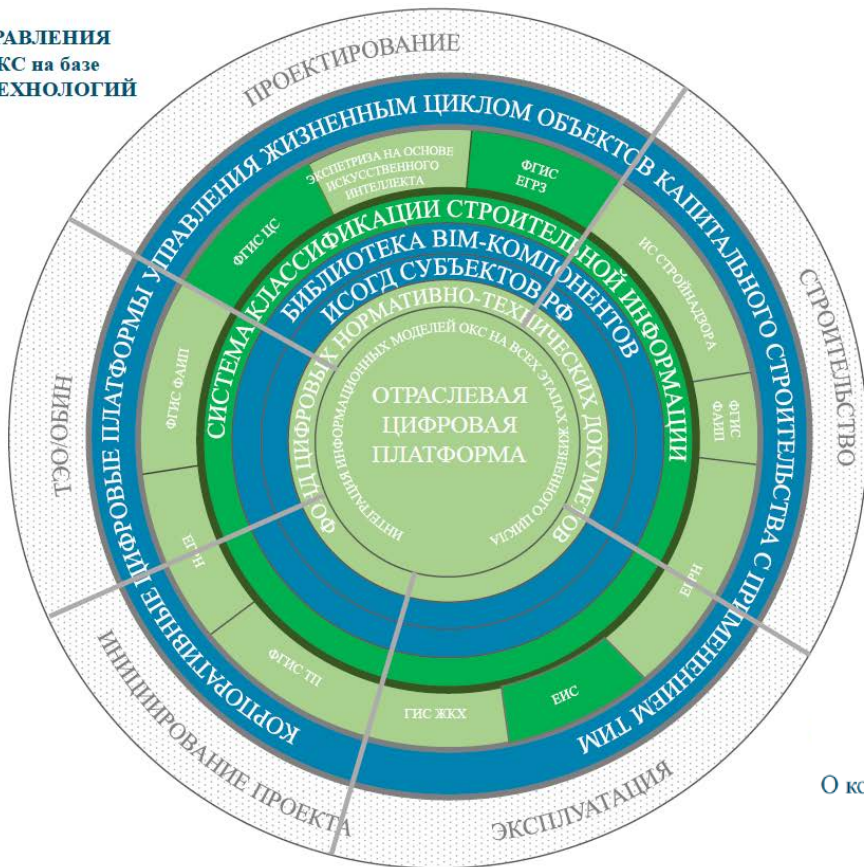 РАВЛЕНИЯ
КС на базе
ЕХНОЛОГИЙ
ПРОЕКТИРОВАНИЕ
СТРОИТЕЛЬСТВО
ЭКСПЛУАТАЦИЯ
ИНИЦИИРОВАНИЕ ПРОЕКТА
ТЭО/ОБИН
КОРПОРАТИВНЫЕ ЦИФРОВЫЕ ПЛАТФОРМЫ УПРАВЛЕНИЯ ЖИЗНЕННЫМ ЦИКЛОМ ОБЪЕКТОВ КАПИТАЛЬНОГО СТРОИТЕЛЬСТВА С ПРИМЕНЕНИЕМ ТИМ
ФГИС ЦС
ЭКСПЕТРИЗА НА ОСНОВЕ
ИСКУССТВЕННОГО
ИНТЕЛЛЕКТА
ФГИС
ЕГРЗ
ИС СТРОЙНАДЗОРА
ФГИС
ФАИП
ЕГРН
ЕИС
ГИС ЖКХ
ФГИС ТП
ЕГРН
ФГИС ФАИП
СИСТЕМА КЛАССИФИКАЦИИ СТРОИТЕЛЬНОЙ ИНФОРМАЦИИ
БИБЛИОТЕКА BIM-КОМПОНЕНТОВ
ИСОГД СУБЪЕКТОВ РФ
ФОНД ЦИФРОВЫХ НОРМАТИВНО-ТЕХНИЧЕСКИХ ДОКУМЕТОВ
ИНТЕГРАЦИЯ ИНФОРМАЦИОННЫХ МОДЕЛЕЙ ОКС НА ВСЕХ ЭТАПАХ ЖИЗНЕННОГО ЦИКЛА
ОТРАСЛЕВАЯ
ЦИФРОВАЯ
ПЛАТФОРМА
О ко